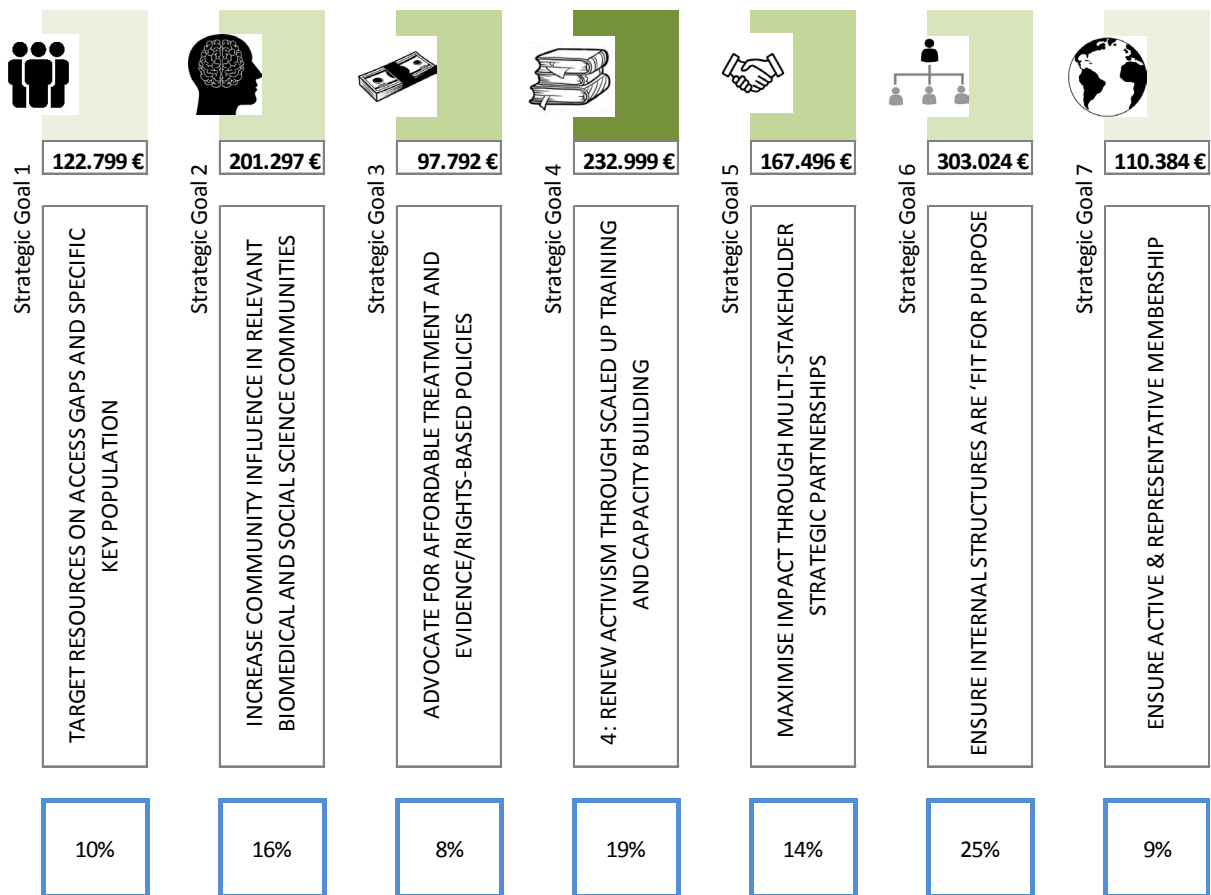 Strategic Goal 1
122.799 €
TARGET RESOURCES ON ACCESS GAPS AND SPECIFIC
KEY POPULATION
10%
Strategic Goal 2
201.297 €
INCREASE COMMUNITY INFLUENCE IN RELEVANT
BIOMEDICAL AND SOCIAL SCIENCE COMMUNITIES
16%
Strategic Goal 3
97.792 €
ADVOCATE FOR AFFORDABLE TREATMENT AND
EVIDENCE/RIGHTS-BASED POLICIES
8%
Strategic Goal 4
232.999 €
4: RENEW ACTIVISM THROUGH SCALED UP TRAINING
AND CAPACITY BUILDING
19%
Strategic Goal 5
167.496 €
MAXIMISE IMPACT THROUGH MULTI-STAKEHOLDER
STRATEGIC PARTNERSHIPS
14%
Strategic Goal 6
303.024 €
ENSURE INTERNAL STRUCTURES ARE ‘FIT FOR PURPOSE
25%
Strategic Goal 7
110.384 €
ENSURE ACTIVE & REPRESENTATIVE MEMBERSHIP
9%